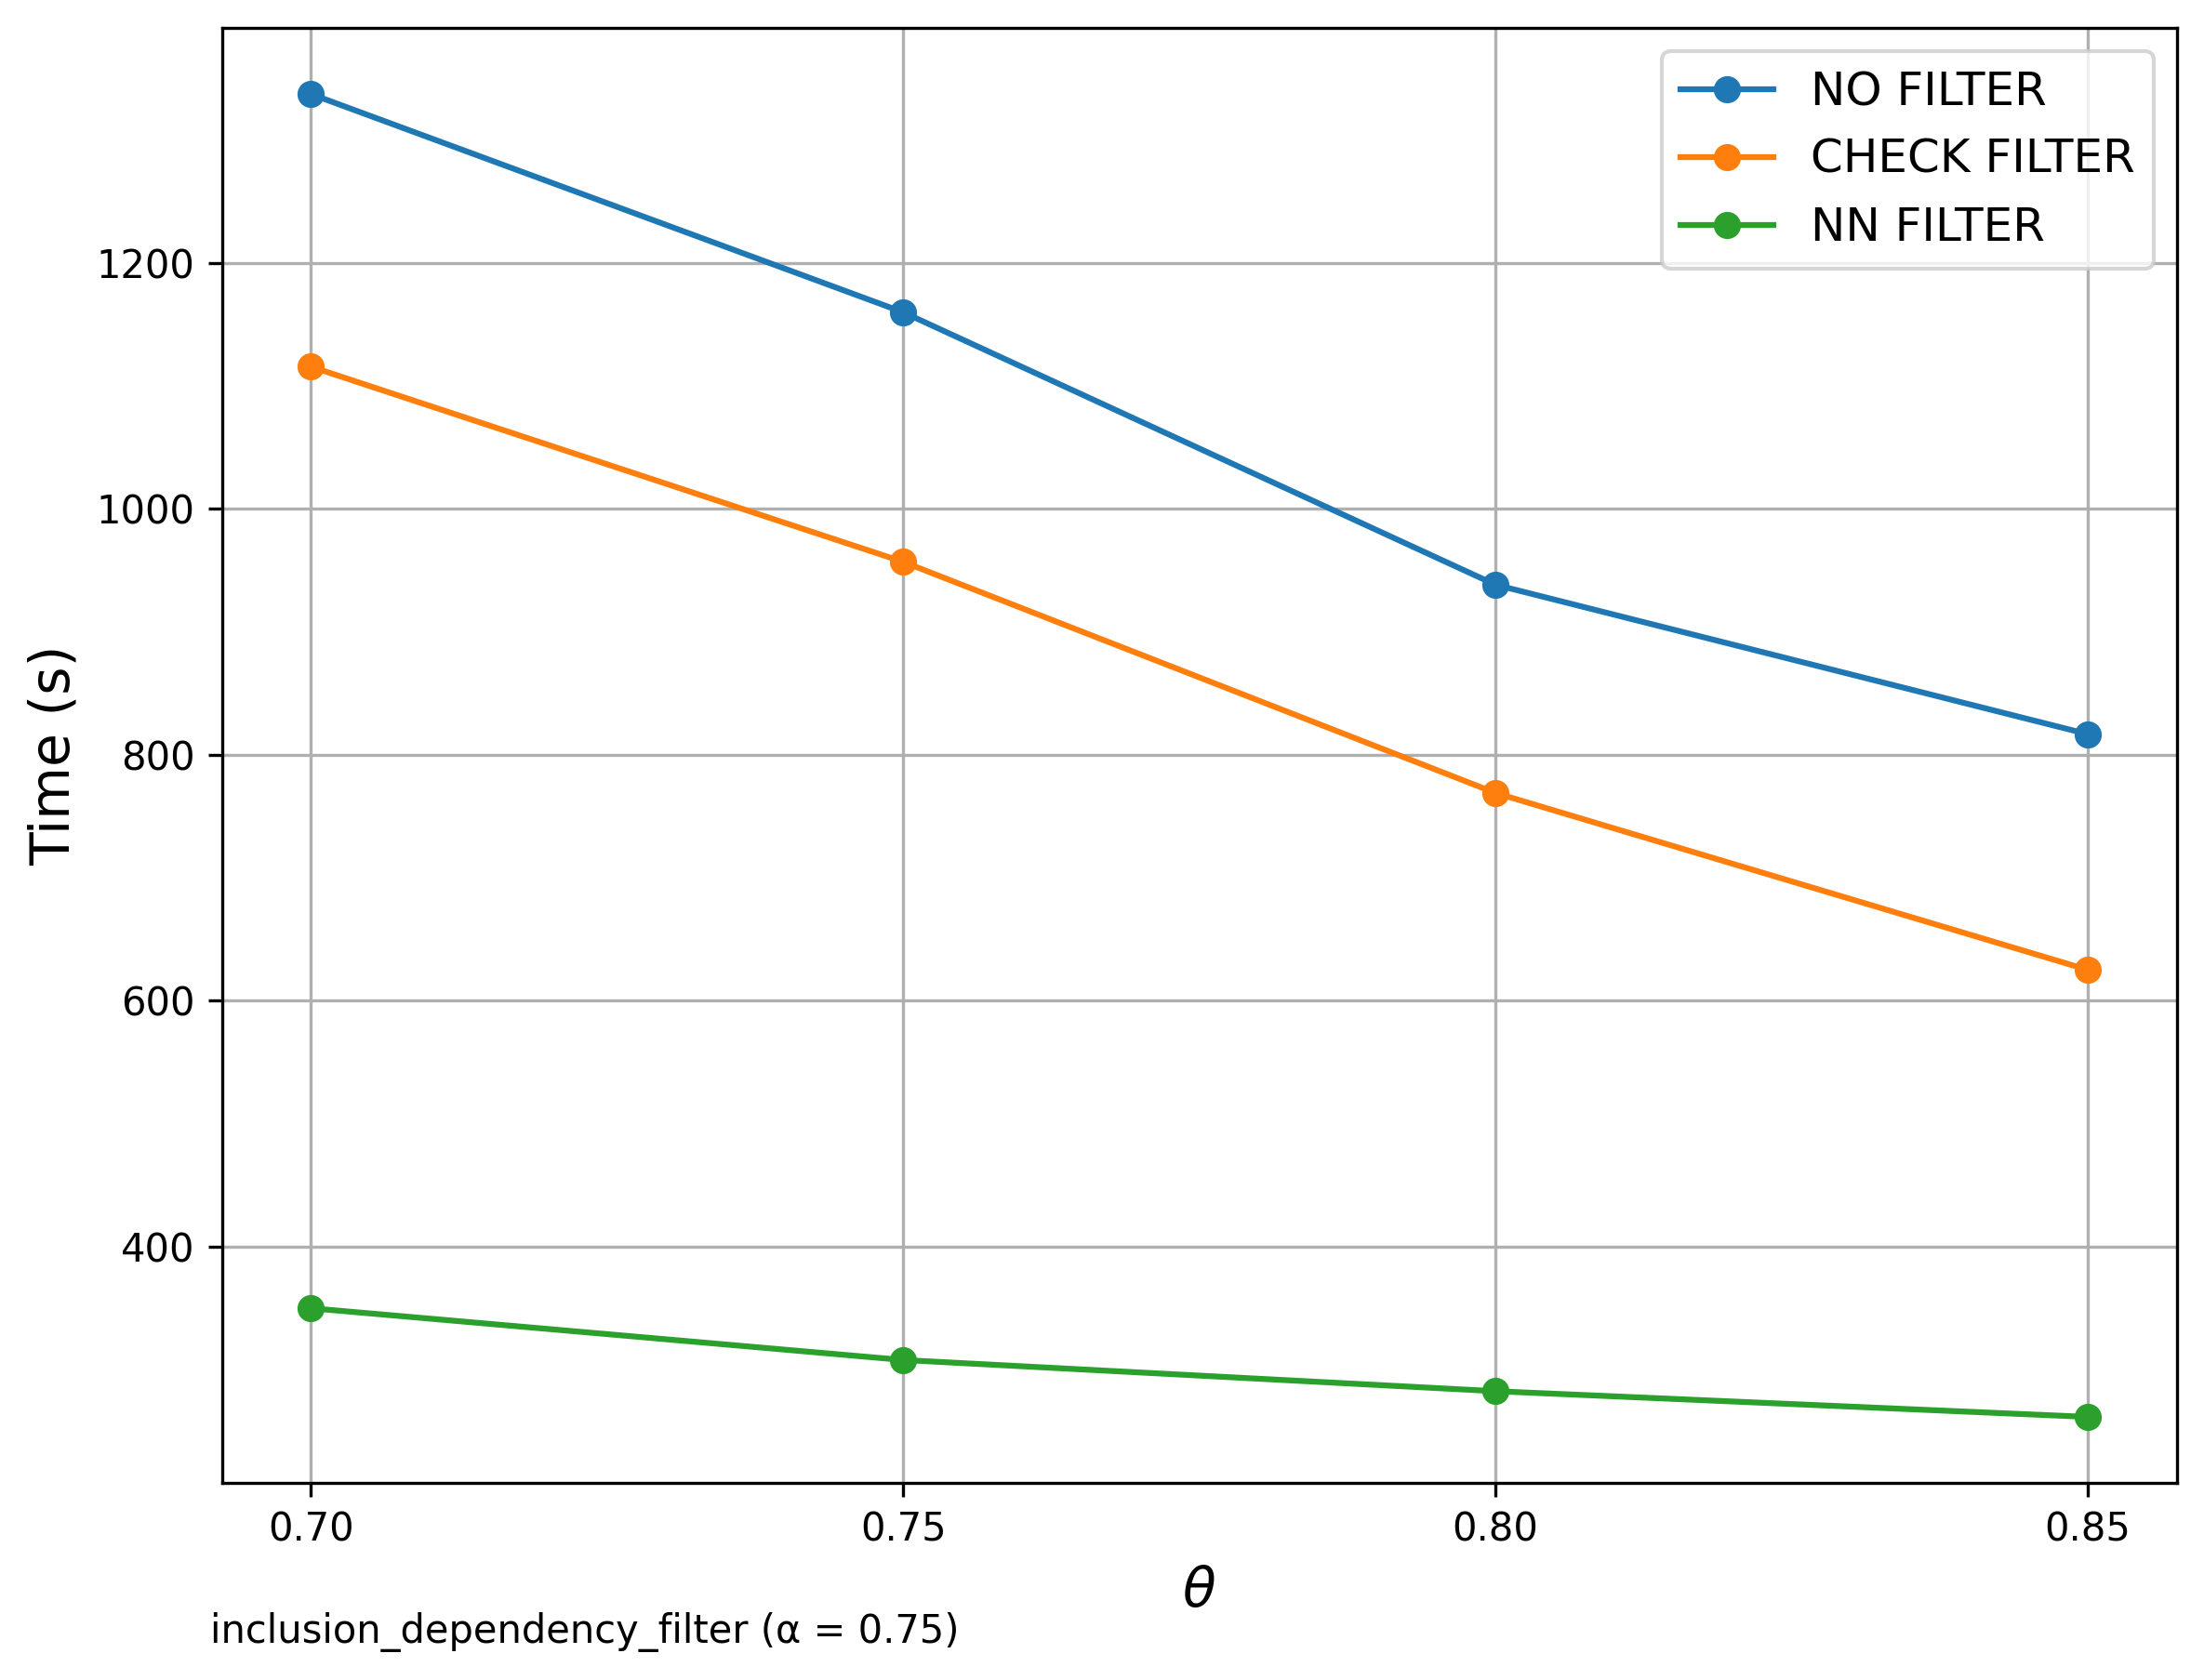 NO FILTER
CHECK FILTER
NN FILTER
Time (s)
1200
1000
800
600
400
0.70 0.75 0.80 0.85
θ
inclusion_dependency_filter (α = 0.75)